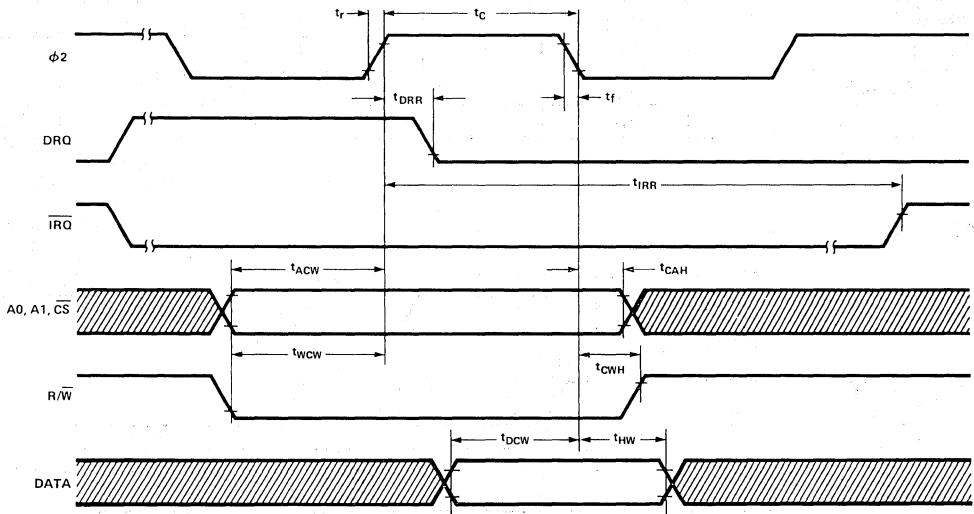 tr
tC
φ2
tDRR
tf
DRQ
tIRR
IRQ
tACW
tCAH
A0, A1, CS
tWCW
tCWH
R/W
tDCW
tHW
DATA